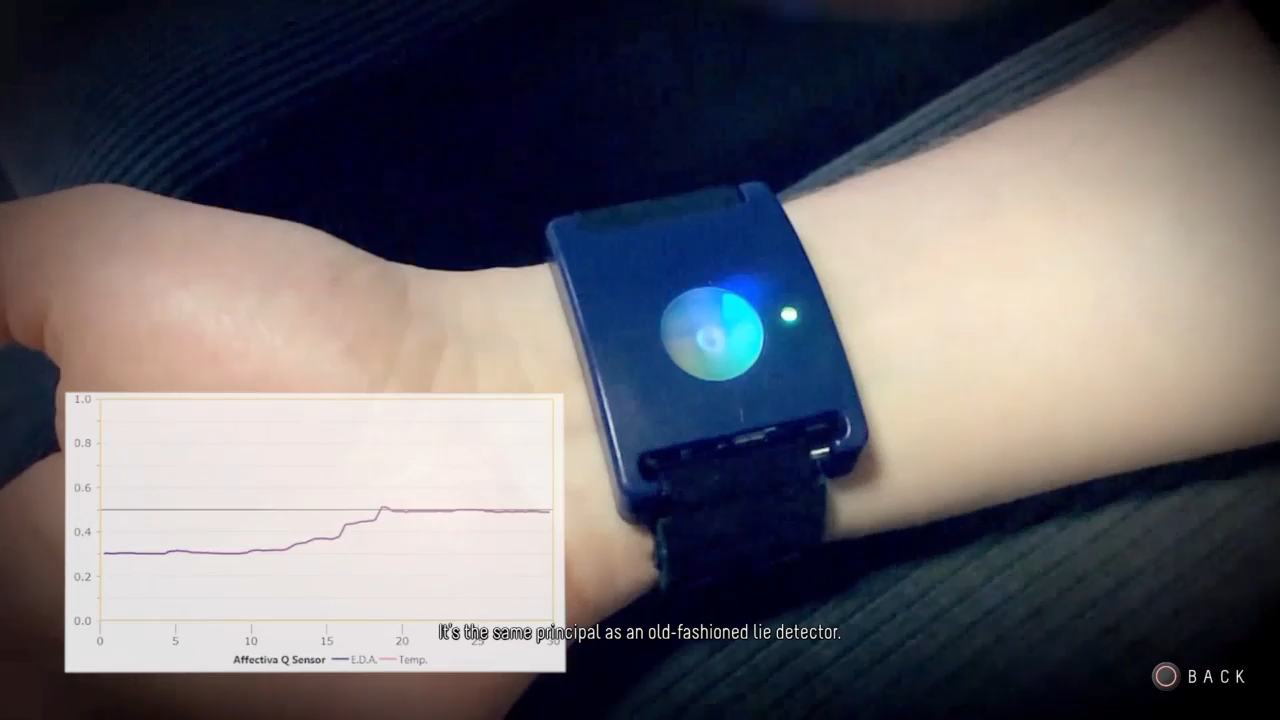 1.0
0.8
0.6
0.4
0.2
0.0
0 5 10 15 20 25 30
Affectiva Q Sensor E.D.A. Temp.
It's the same principal as an old-fashioned lie detector.
BACK